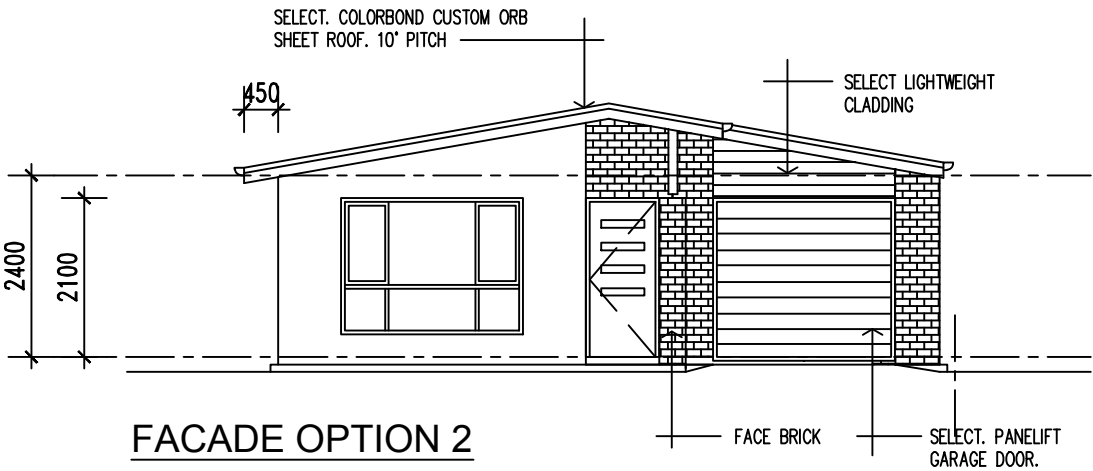 SELECT. COLORBOND CUSTOM ORB
SHEET ROOF. 10° PITCH
450
SELECT LIGHTWEIGHT
CLADDING
2400
2100
FACE BRICK
SELECT. PANELIFT
GARAGE DOOR.
FACADE OPTION 2